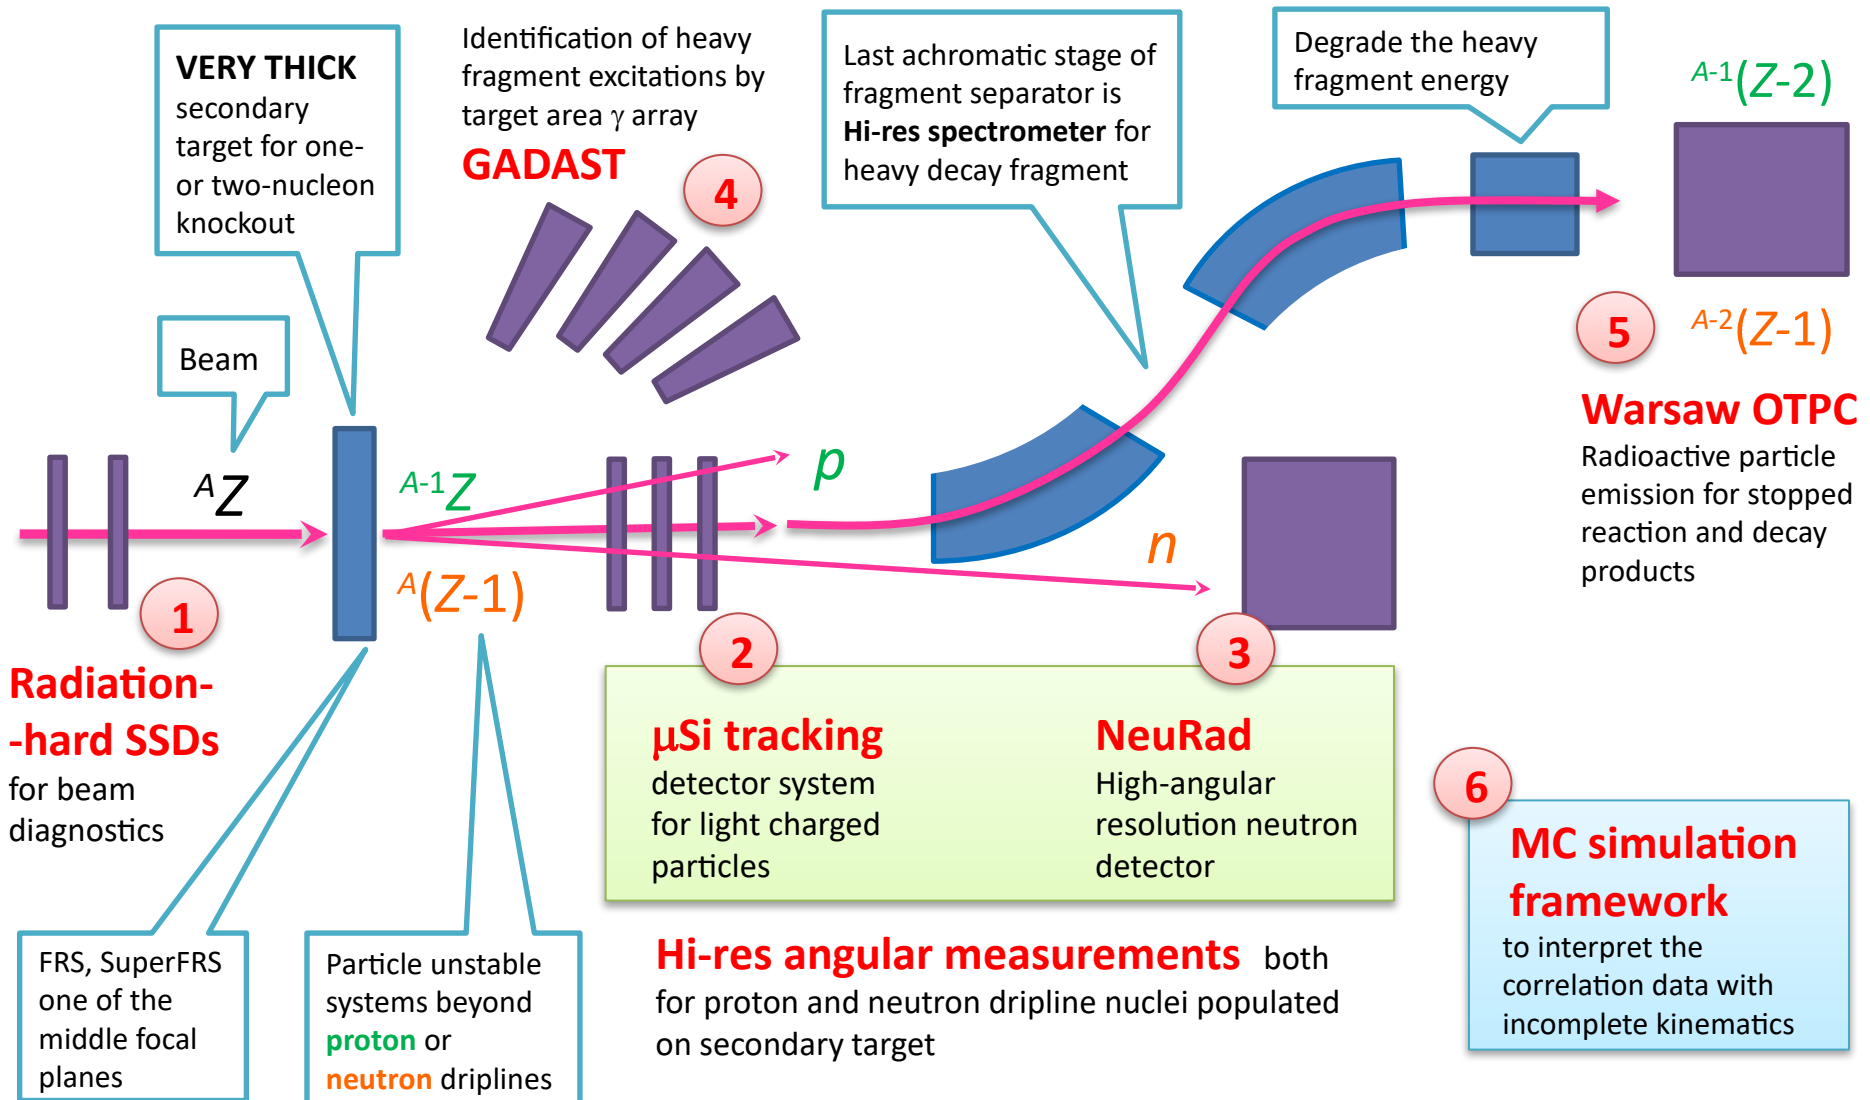 VERY THICK
secondary
target for one-
or two-nucleon
knockout
Identification of heavy
fragment excitations by
target area γ array
GADAST
4
Last achromatic stage of
fragment separator is
Hi-res spectrometer for
heavy decay fragment
Degrade the heavy
fragment energy
A-1(Z-2)
5
A-2(Z-1)
Warsaw OTPC
Radioactive particle
emission for stopped
reaction and decay
products
Beam
AZ
A-1Z
p
n
A(Z-1)
1
Radiation-
-hard SSDs
for beam
diagnostics
2
μSi tracking
detector system
for light charged
particles
3
NeuRad
High-angular
resolution neutron
detector
6
MC simulation
framework
to interpret the
correlation data with
incomplete kinematics
FRS, SuperFRS
one of the
middle focal
planes
Particle unstable
systems beyond
proton or
neutron driplines
Hi-res angular measurements both
for proton and neutron dripline nuclei populated
on secondary target